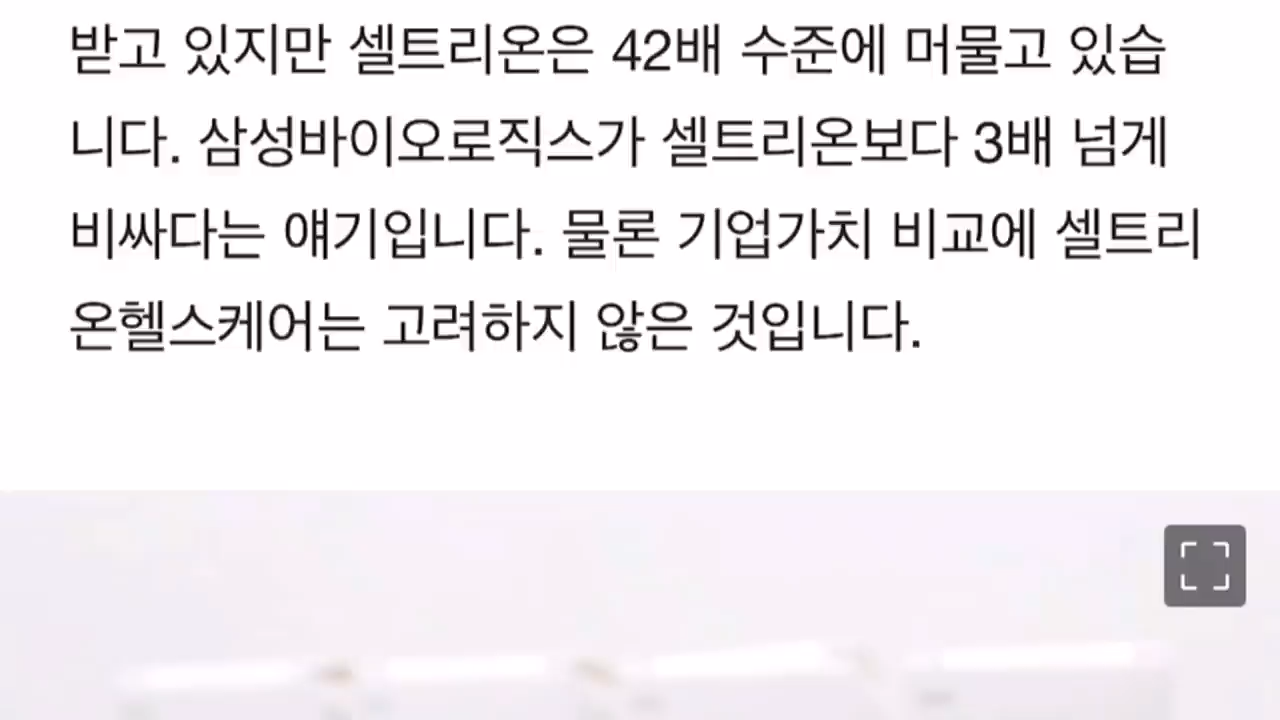 받고 있지만 셀트리온은 42배 수준에 머물고 있습
니다. 삼성바이오로직스가 셀트리온보다 3배 넘게
비싸다는 얘기입니다. 물론 기업가치 비교에 셀트리
온헬스케어는 고려하지 않은 것입니다.